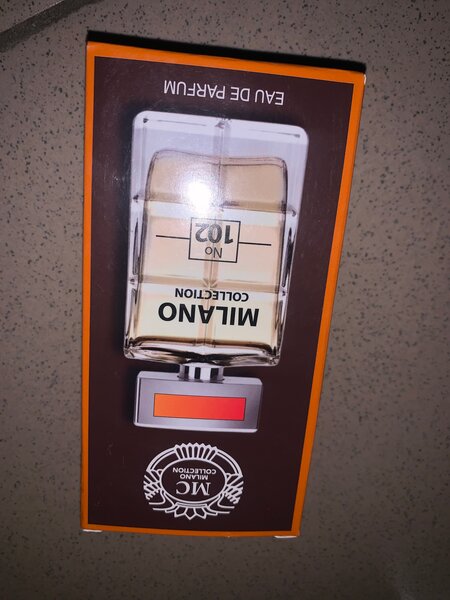 MC
MILANO
COLLECTION
MILANO
COLLECTION
No
102
EAU DE PARFUM